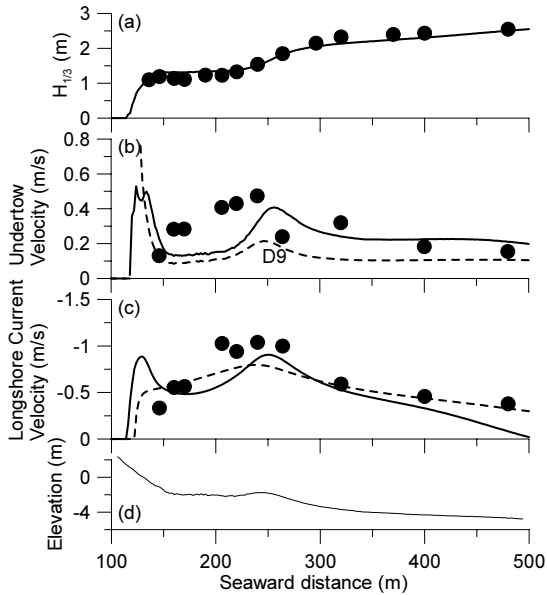 3
(a)
2
H1/3 (m)
1
0
0.8
(b)
0.6
Undertow
Velocity (m/s)
0.4
0.2
D9
0
-1.5
(c)
-1
Longshore Current
Velocity (m/s)
-0.5
0
Elevation (m)
0
-4
(d)
100 200 300 400 500
Seaward distance (m)